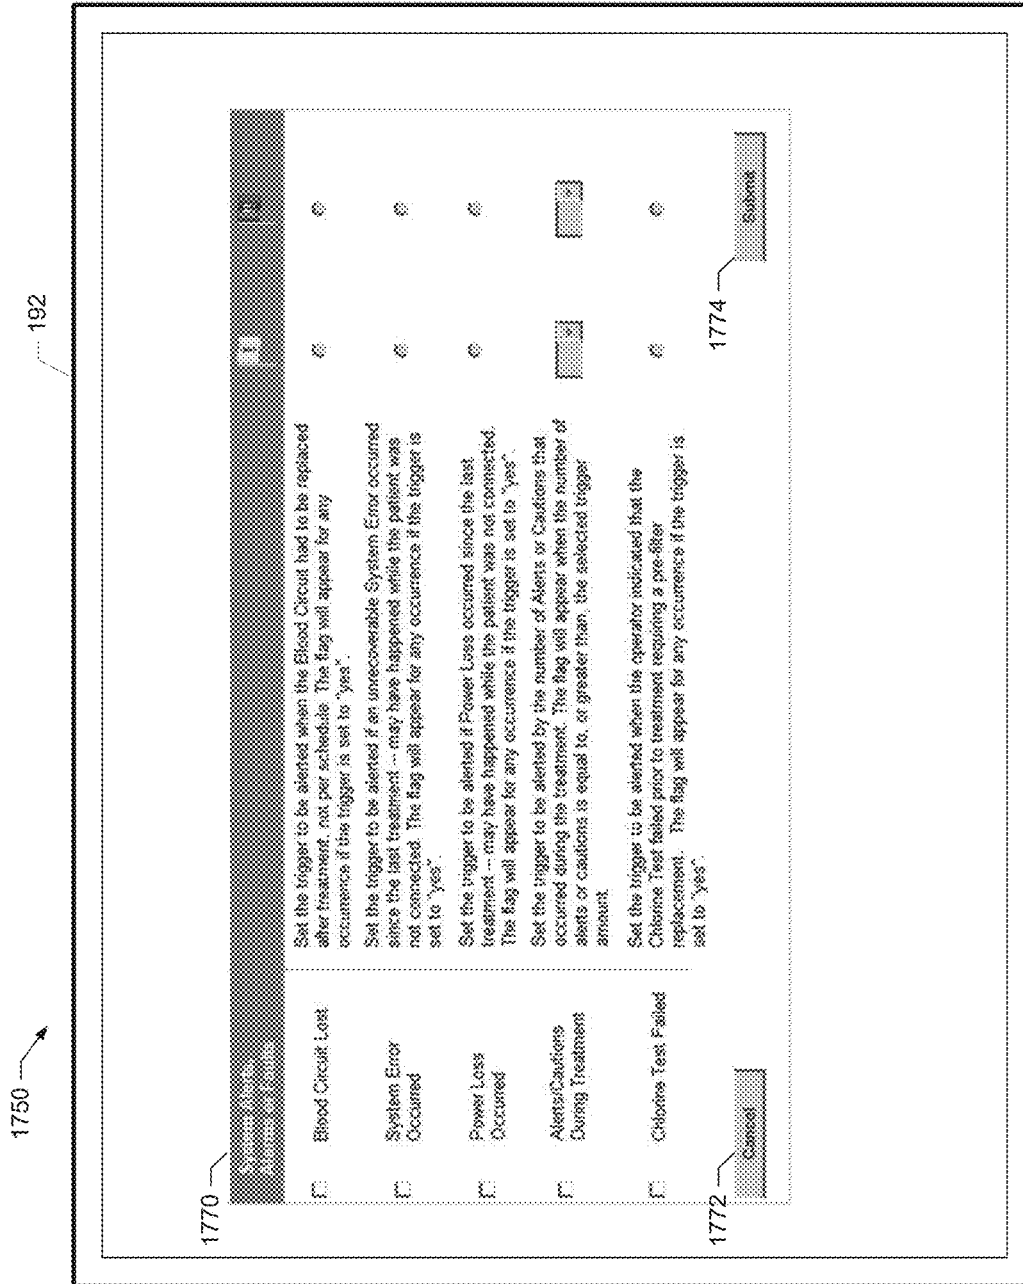 1750
192
1770
Blood Circuit Lost
Set the trigger to be alerted when the Blood Circuit had to be replaced
after treatment, not per schedule. The flag will appear for any
occurrence if the trigger is set to "yes".
System Error
Occurred
Set the trigger to be alerted if an unrecoverable System Error occurred
since the last treatment -- may have happened while the patient was
not connected. The flag will appear for any occurrence if the trigger is
set to "yes".
Power Loss
Occurred
Set the trigger to be alerted if Power Loss occurred since the last
treatment -- may have happened while the patient was not connected.
The flag will appear for any occurrence if the trigger is set to "yes".
Alerts/Cautions
During Treatment
Set the trigger to be alerted by the number of Alerts or Cautions that
occurred during the treatment. The flag will appear when the number of
alerts or cautions is equal to, or greater than, the selected trigger
amount.
Chlorine Test Failed
Set the trigger to be alerted when the operator indicated that the
Chlorine Test failed prior to treatment requiring a pre-filter
replacement. The flag will appear for any occurrence if the trigger is
set to "yes".
1772
Cancel
1774
Submit